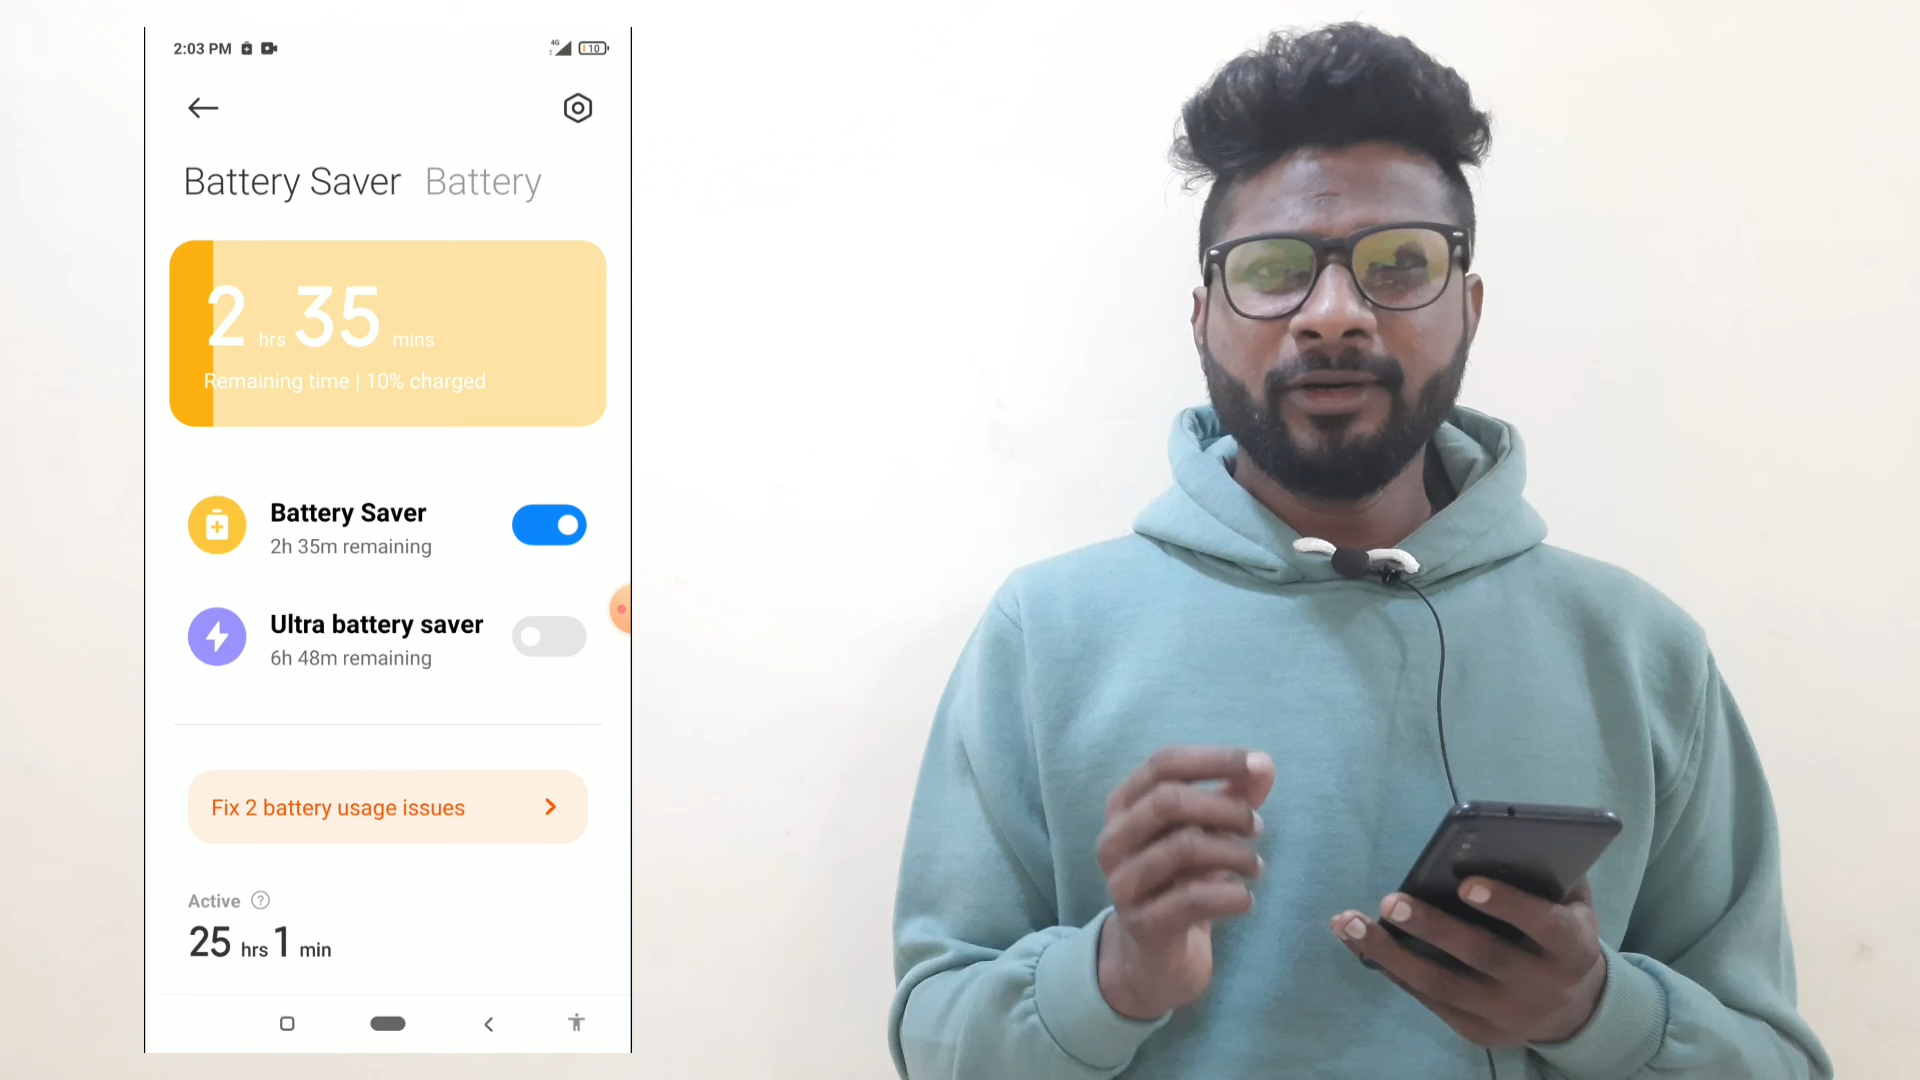 2:03 PM 4G 10
Battery Saver Battery
2 hrs 35 mins
Remaining time | 10% charged
Battery Saver
2h 35m remaining
Ultra battery saver
6h 48m remaining
Fix 2 battery usage issues
Active ?
25 hrs 1 min